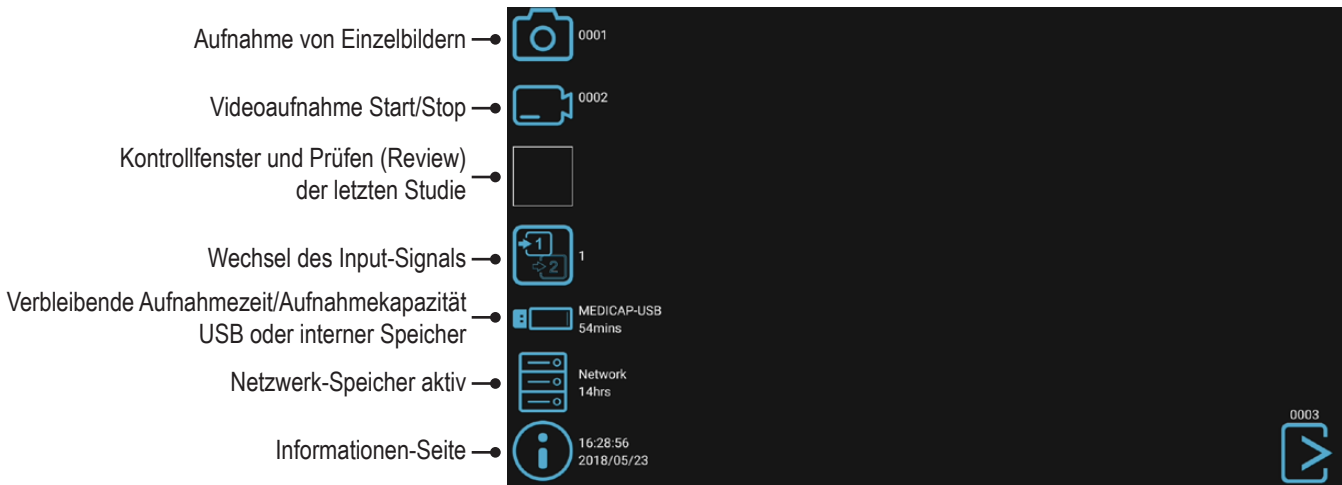 Aufnahme von Einzelbildern
0001
Videoaufnahme Start/Stop
0002
Kontrollfenster und Prüfen (Review)
der letzten Studie
Wechsel des Input-Signals
1
2
1
Verbleibende Aufnahmezeit/Aufnahmekapazität
USB oder interner Speicher
MEDICAP-USB
54mins
Netzwerk-Speicher aktiv
Network
14hrs
Informationen-Seite
16:28:56
2018/05/23
0003